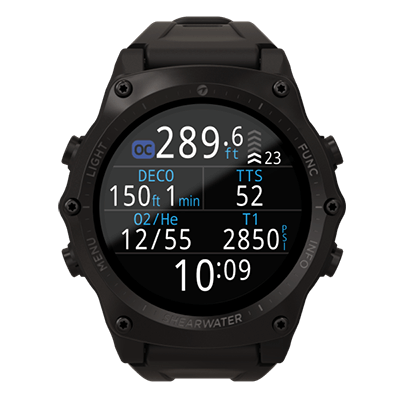 OC 289.6 ft 23
DECO TTS
150ft 1min 52
O2/He T1
12/55 2850 PSI
10:09
LIGHT
FUNC
MENU
INFO
SHEARWATER